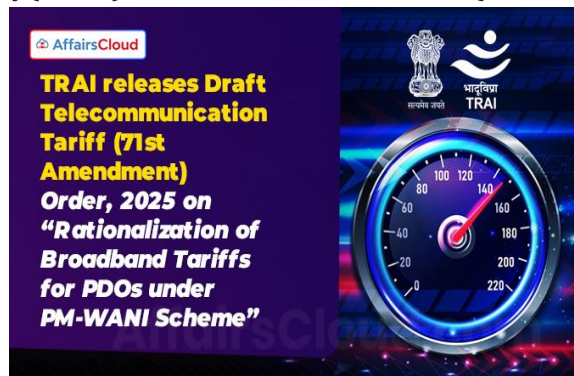 AffairsCloud
TRAI releases Draft
Telecommunication
Tariff (71st
Amendment)
Order, 2025 on
“Rationalization of
Broadband Tariffs
for PDOs under
PM-WANI Scheme”
सत्यमेव जयते
भादूविप्रा
TRAI
0
20
40
60
80
100
120
140
160
180
200
220